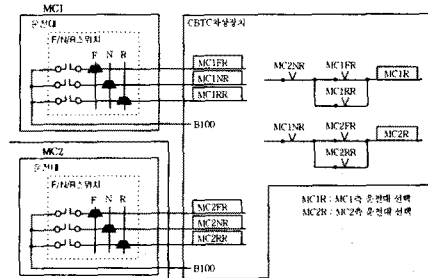 MC1
운전대
F/N/R스위치
F N R
MC1FR
MC1NR
MC1RR
B100
MC2
운전대
F/N/R스위치
F N R
MC2FR
MC2NR
MC2RR
B100
CBTC차상장치
MC2NR MC1FR MC1R
MC1RR
MC1NR MC2FR MC2R
MC2RR
MC1R : MC1측 운전대 선택
MC2R : MC2측 운전대 선택